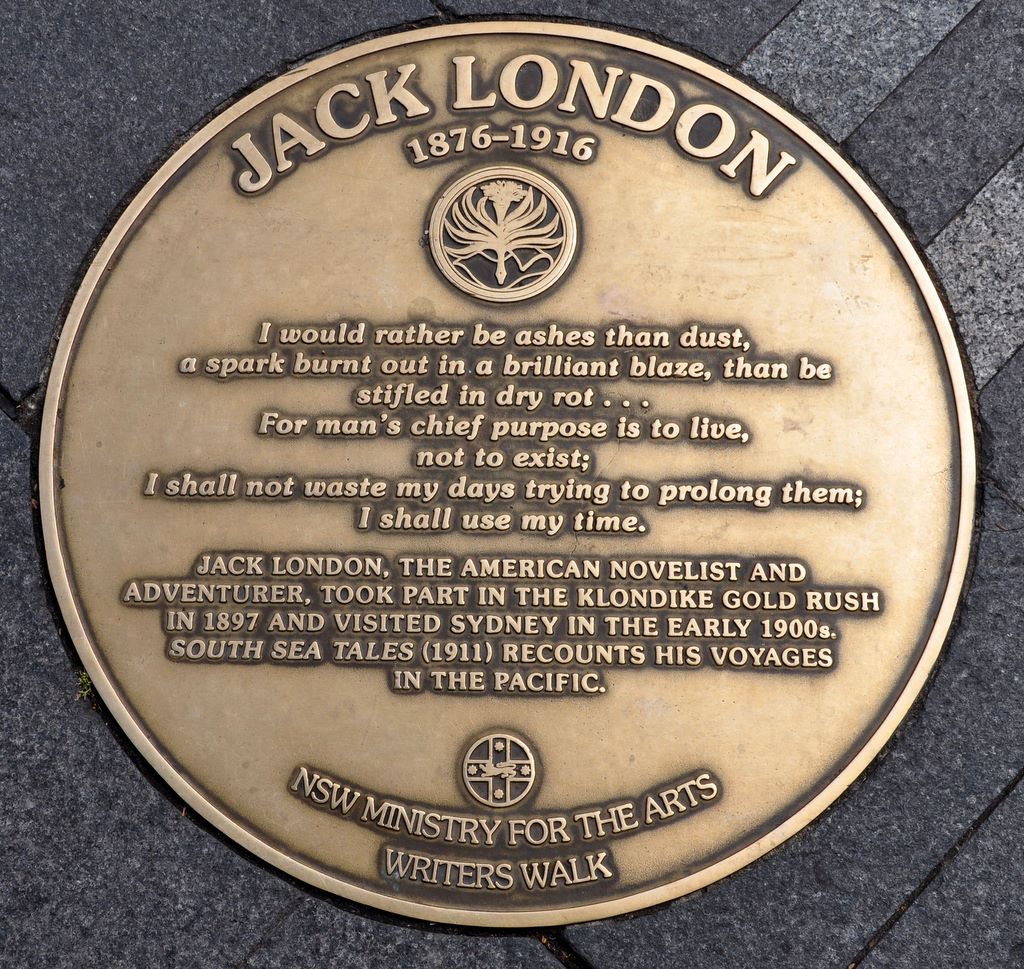 JACK LONDON
1876–1916
I would rather be ashes than dust,
a spark burnt out in a brilliant blaze, than be
stifled in dry rot . . .
For man's chief purpose is to live,
not to exist;
I shall not waste my days trying to prolong them;
I shall use my time.
JACK LONDON, THE AMERICAN NOVELIST AND
ADVENTURER, TOOK PART IN THE KLONDIKE GOLD RUSH
IN 1897 AND VISITED SYDNEY IN THE EARLY 1900s.
SOUTH SEA TALES (1911) RECOUNTS HIS VOYAGES
IN THE PACIFIC.
NSW MINISTRY FOR THE ARTS
WRITERS WALK